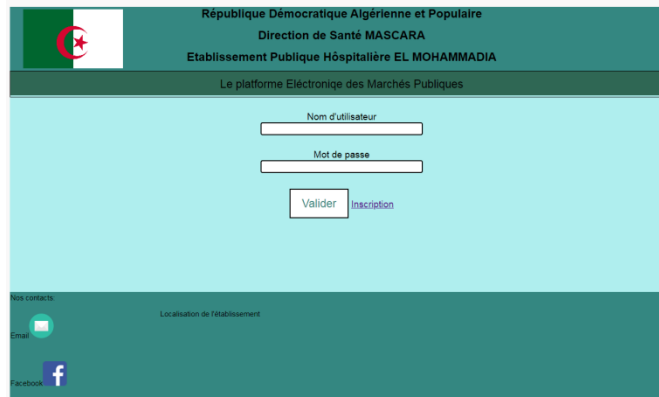 République Démocratique Algérienne et Populaire
Direction de Santé MASCARA
Etablissement Publique Hôspitalière EL MOHAMMADIA
Le platforme Eléctroniqe des Marchés Publiques
Nom d'utilisateur
Mot de passe
Valider Inscription
Nos contacts:
Localisation de l'établissement
Email
Facebook